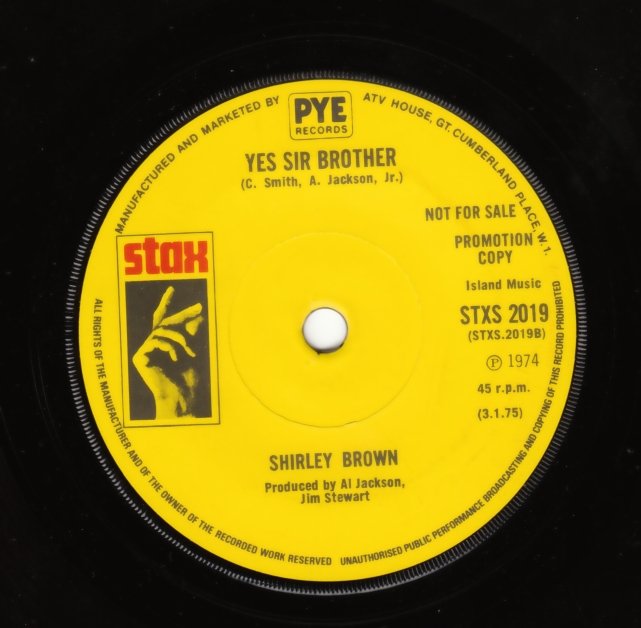 MANUFACTURED AND MARKETED BY
PYE
RECORDS
ATV HOUSE, GT. CUMBERLAND PLACE, W.1.
YES SIR BROTHER
(C. Smith, A. Jackson, Jr.)
NOT FOR SALE
PROMOTION
COPY
stax
Island Music
STXS 2019
(STXS.2019B)
Ⓟ 1974
45 r.p.m.
(3.1.75)
SHIRLEY BROWN
Produced by Al Jackson,
Jim Stewart
ALL RIGHTS OF THE MANUFACTURER AND OF THE OWNER OF THE RECORDED WORK RESERVED
UNAUTHORISED PUBLIC PERFORMANCE BROADCASTING AND COPYING OF THIS RECORD PROHIBITED